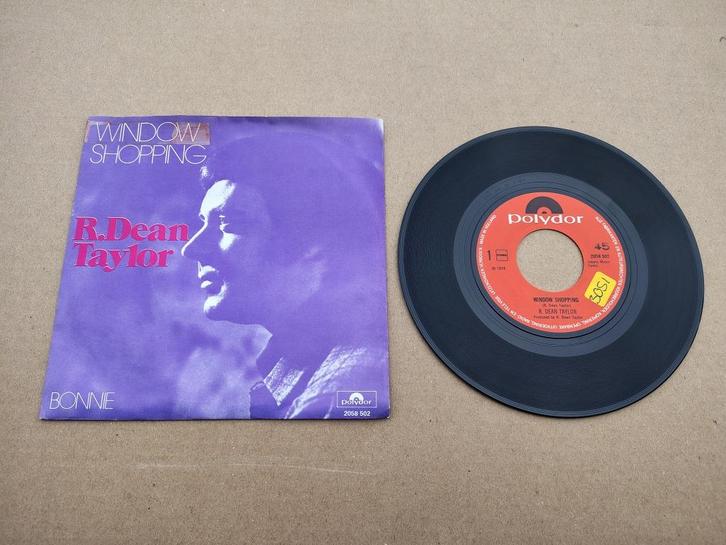 WINDOW
SHOPPING
R.Dean
Taylor
BONNIE
Polydor
2058 502
Polydor
45
1
2058 502
WINDOW SHOPPING
(R. Dean Taylor)
R. DEAN TAYLOR
Produced by R. Dean Taylor
3051